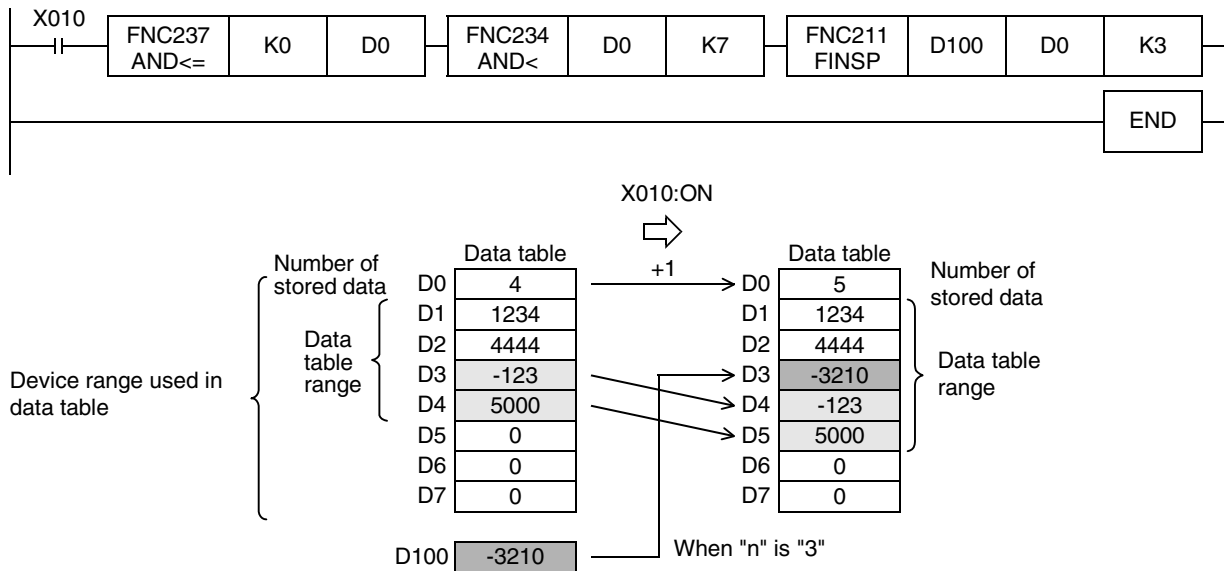 X010
FNC237
AND<=
K0
D0
FNC234
AND<
D0
K7
FNC211
FINSP
D100
D0
K3
END
X010:ON
Data table
+1
Data table
Number of
stored data
D0 4
D0 5
Number of
stored data
D1 1234
D1 1234
Data
table
range
D2 4444
D2 4444
Data table
range
Device range used in
data table
D3 -123
D3 -3210
D4 5000
D4 -123
D5 0
D5 5000
D6 0
D6 0
D7 0
D7 0
D100 -3210
When "n" is "3"